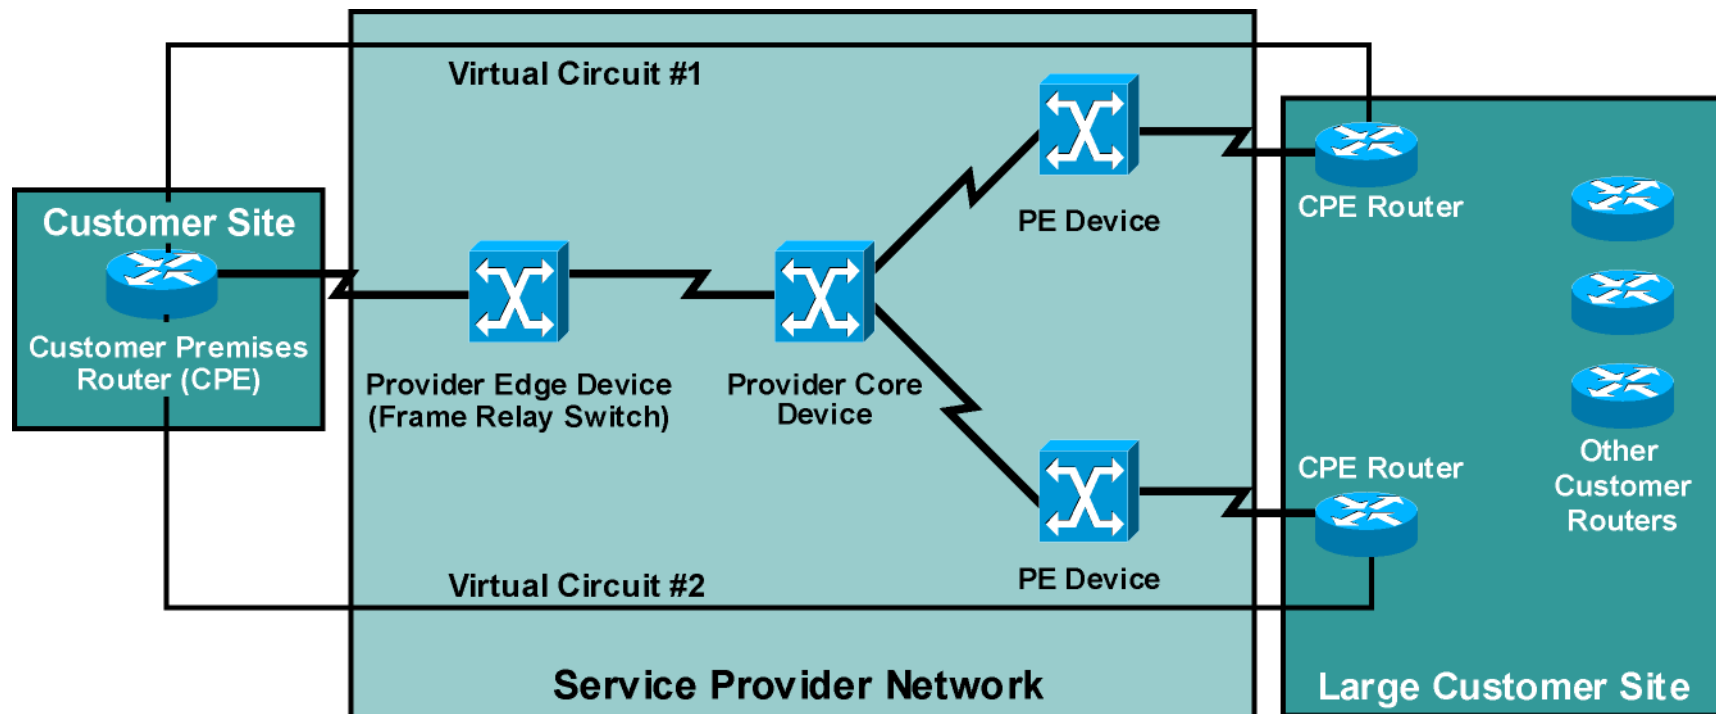 Virtual Circuit #1
Customer Site
Customer Premises
Router (CPE)
Provider Edge Device
(Frame Relay Switch)
Provider Core
Device
PE Device
CPE Router
PE Device
CPE Router
Other
Customer
Routers
Virtual Circuit #2
Service Provider Network
Large Customer Site